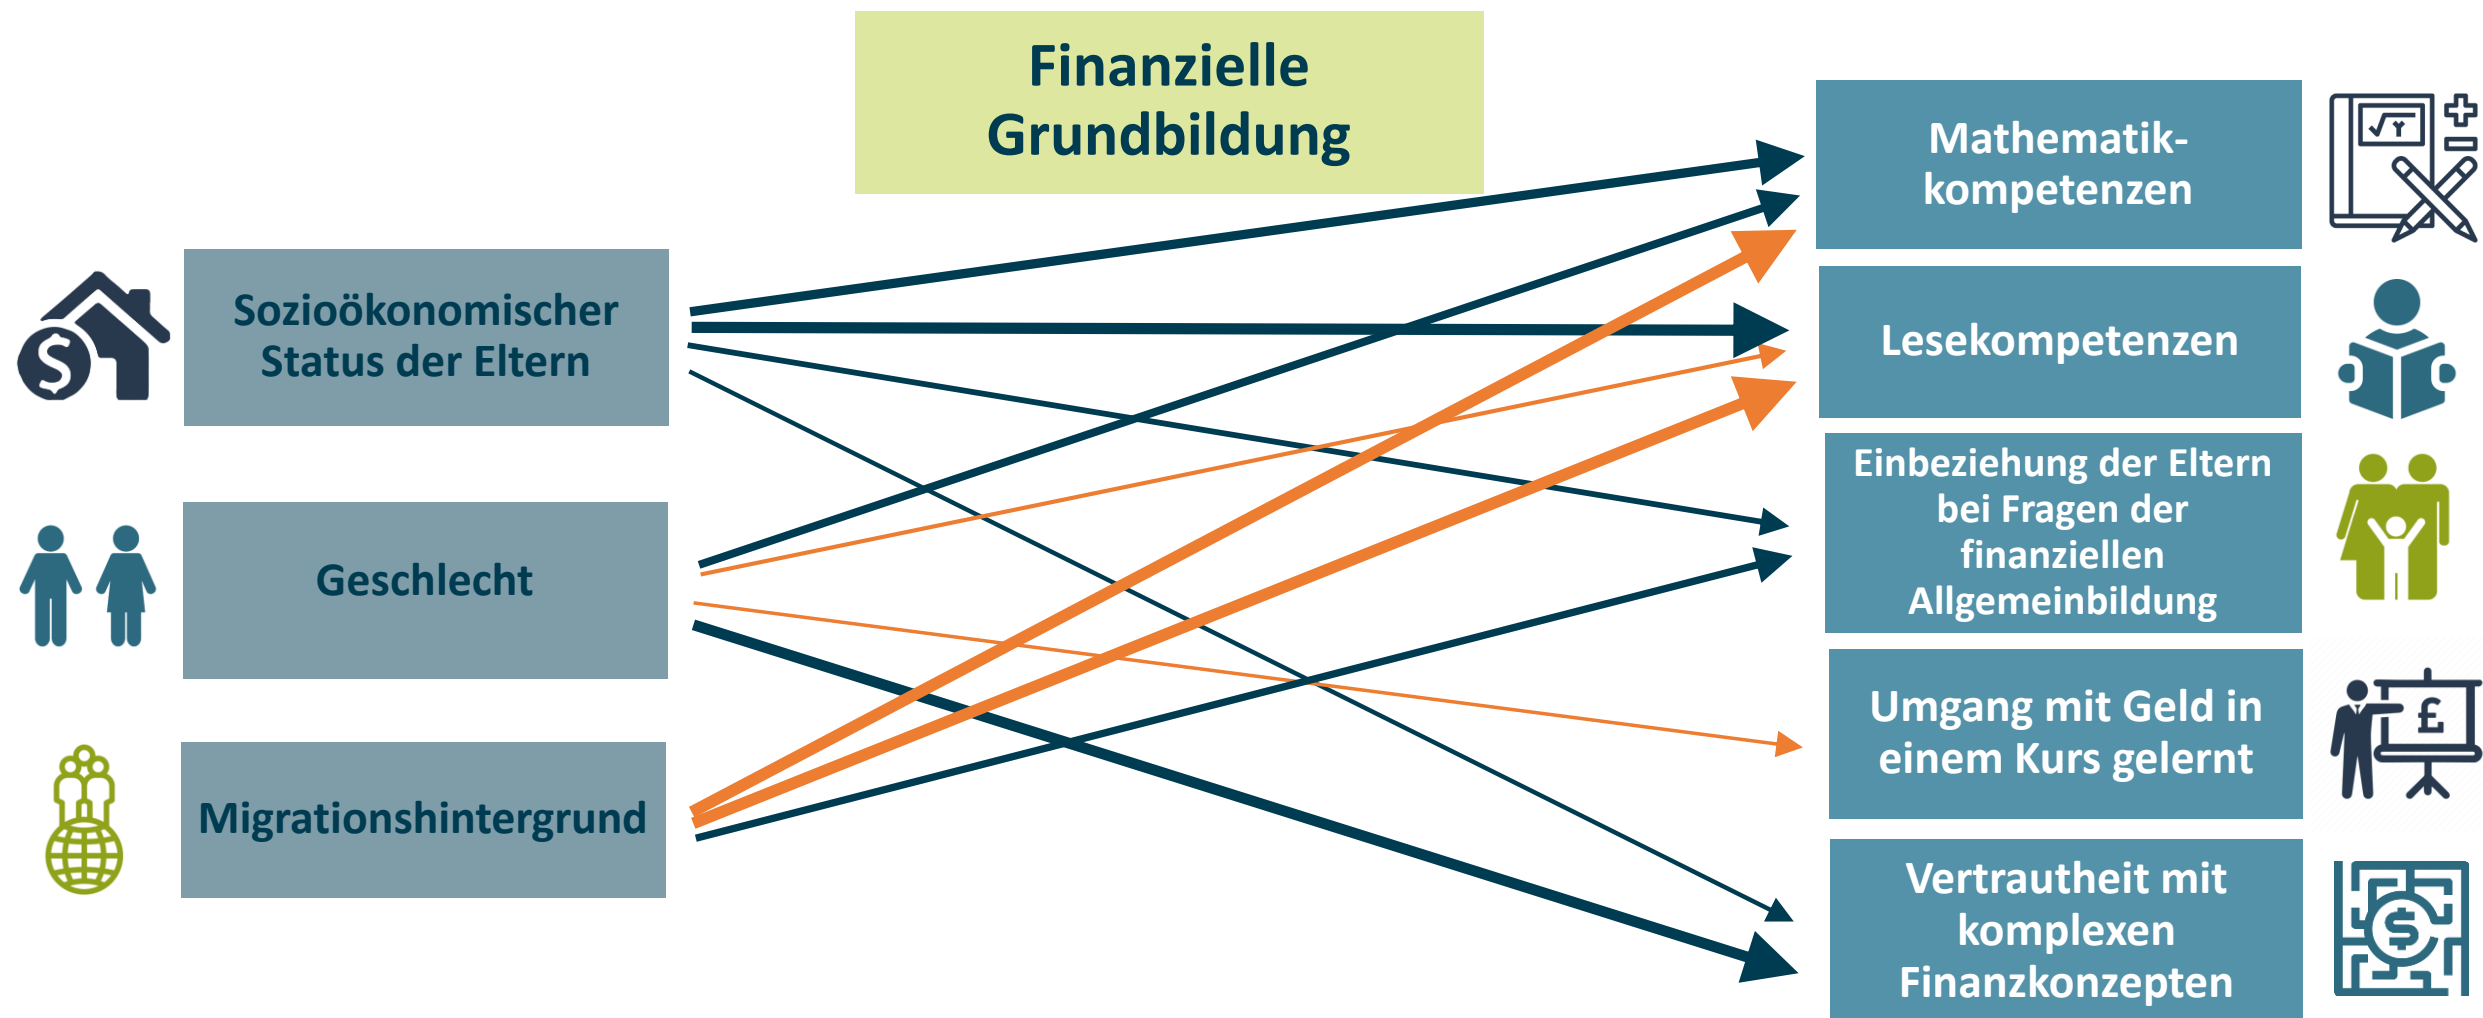 Finanzielle
Grundbildung
Sozioökonomischer
Status der Eltern
Geschlecht
Migrationshintergrund
Mathematik-
kompetenzen
Lesekompetenzen
Einbeziehung der Eltern
bei Fragen der
finanziellen
Allgemeinbildung
Umgang mit Geld in
einem Kurs gelernt
Vertrautheit mit
komplexen
Finanzkonzepten